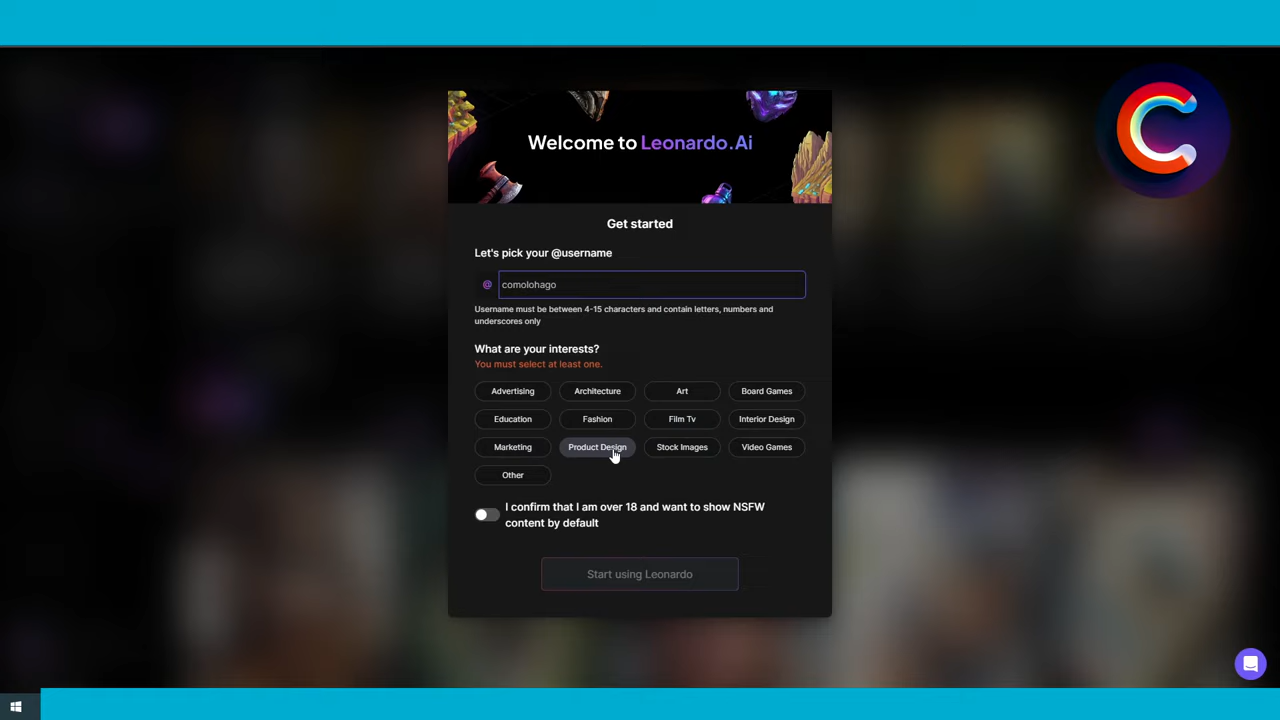 Welcome to Leonardo.Ai
Get started
Let's pick your @username
@ comolohago
Username must be between 4-15 characters and contain letters, numbers and
underscores only
What are your interests?
You must select at least one.
Advertising Architecture Art Board Games
Education Fashion Film Tv Interior Design
Marketing Product Design Stock Images Video Games
Other
I confirm that I am over 18 and want to show NSFW
content by default
Start using Leonardo